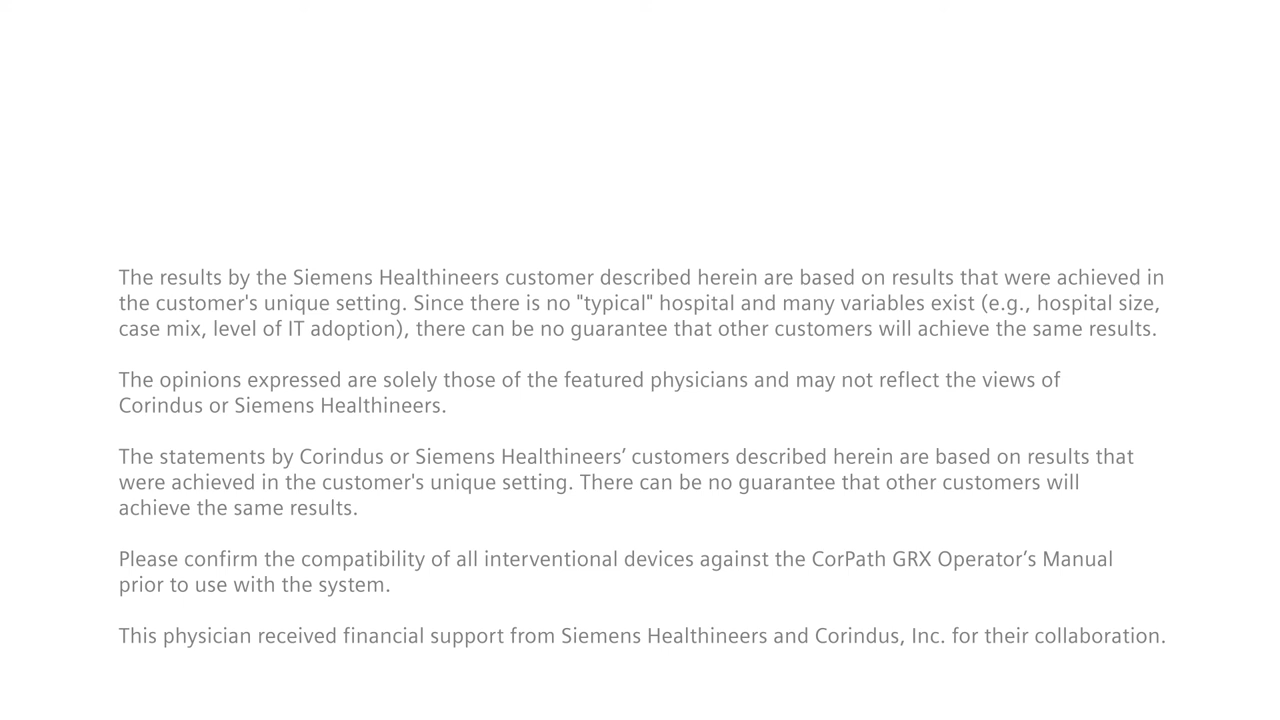 The results by the Siemens Healthineers customer described herein are based on results that were achieved in
the customer's unique setting. Since there is no "typical" hospital and many variables exist (e.g., hospital size,
case mix, level of IT adoption), there can be no guarantee that other customers will achieve the same results.
The opinions expressed are solely those of the featured physicians and may not reflect the views of
Corindus or Siemens Healthineers.
The statements by Corindus or Siemens Healthineers’ customers described herein are based on results that
were achieved in the customer's unique setting. There can be no guarantee that other customers will
achieve the same results.
Please confirm the compatibility of all interventional devices against the CorPath GRX Operator’s Manual
prior to use with the system.
This physician received financial support from Siemens Healthineers and Corindus, Inc. for their collaboration.